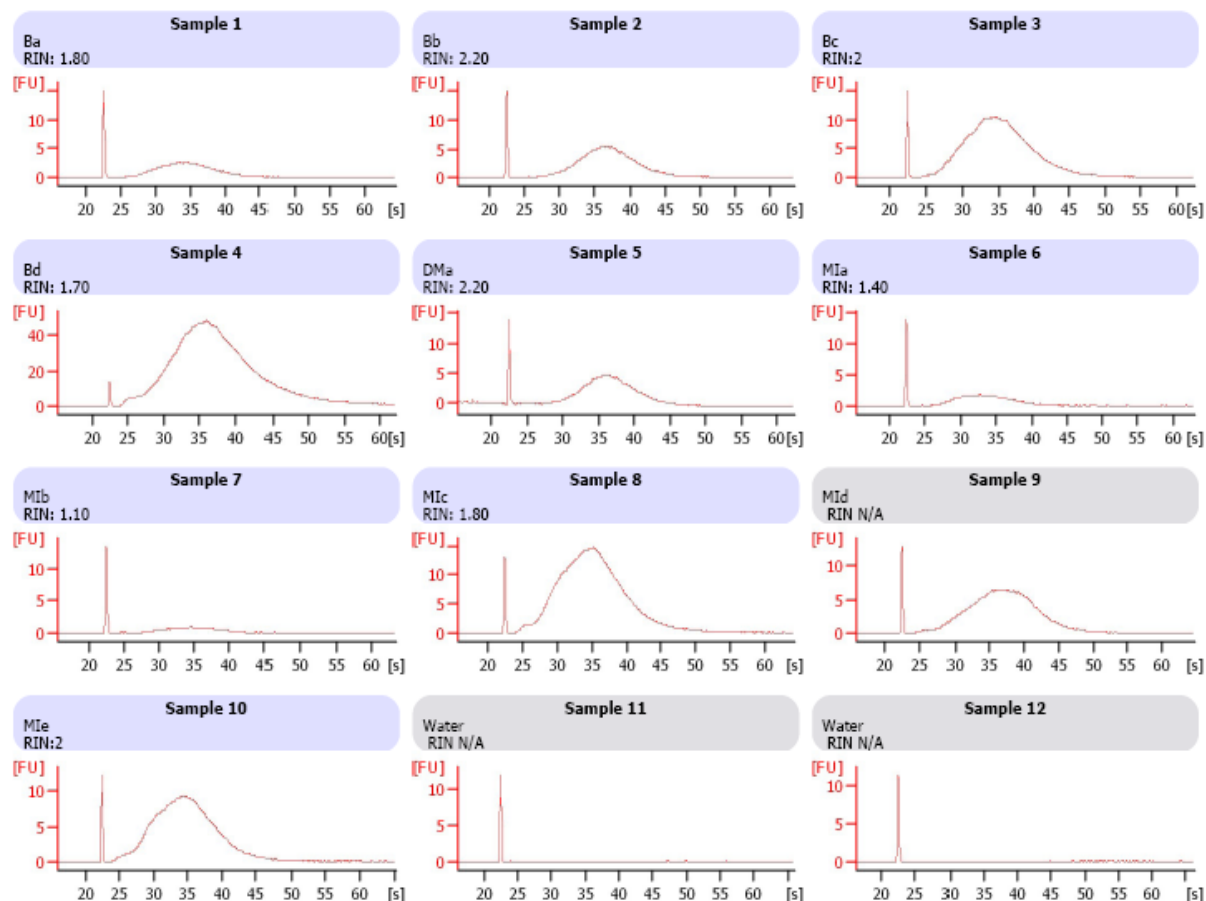 Sample 1
Ba
RIN: 1.80
[FU]
10
5
0
20 25 30 35 40 45 50 55 60 [s]
Sample 2
Bb
RIN: 2.20
[FU]
10
5
0
20 25 30 35 40 45 50 55 60 [s]
Sample 3
Bc
RIN:2
[FU]
10
5
0
20 25 30 35 40 45 50 55 60[s]
Sample 4
Bd
RIN: 1.70
[FU]
40
20
0
20 25 30 35 40 45 50 55 60[s]
Sample 5
DMa
RIN: 2.20
[FU]
10
5
0
20 25 30 35 40 45 50 55 60 [s]
Sample 6
MIa
RIN: 1.40
[FU]
10
5
0
20 25 30 35 40 45 50 55 60 [s]
Sample 7
MIb
RIN: 1.10
[FU]
10
5
0
20 25 30 35 40 45 50 55 60 [s]
Sample 8
MIc
RIN: 1.80
[FU]
10
5
0
20 25 30 35 40 45 50 55 60 [s]
Sample 9
MId
RIN N/A
[FU]
10
5
0
20 25 30 35 40 45 50 55 60 [s]
Sample 10
MIe
RIN:2
[FU]
10
5
0
20 25 30 35 40 45 50 55 60 [s]
Sample 11
Water
RIN N/A
[FU]
10
5
0
20 25 30 35 40 45 50 55 60 65 [s]
Sample 12
Water
RIN N/A
[FU]
10
5
0
20 25 30 35 40 45 50 55 60 65 [s]